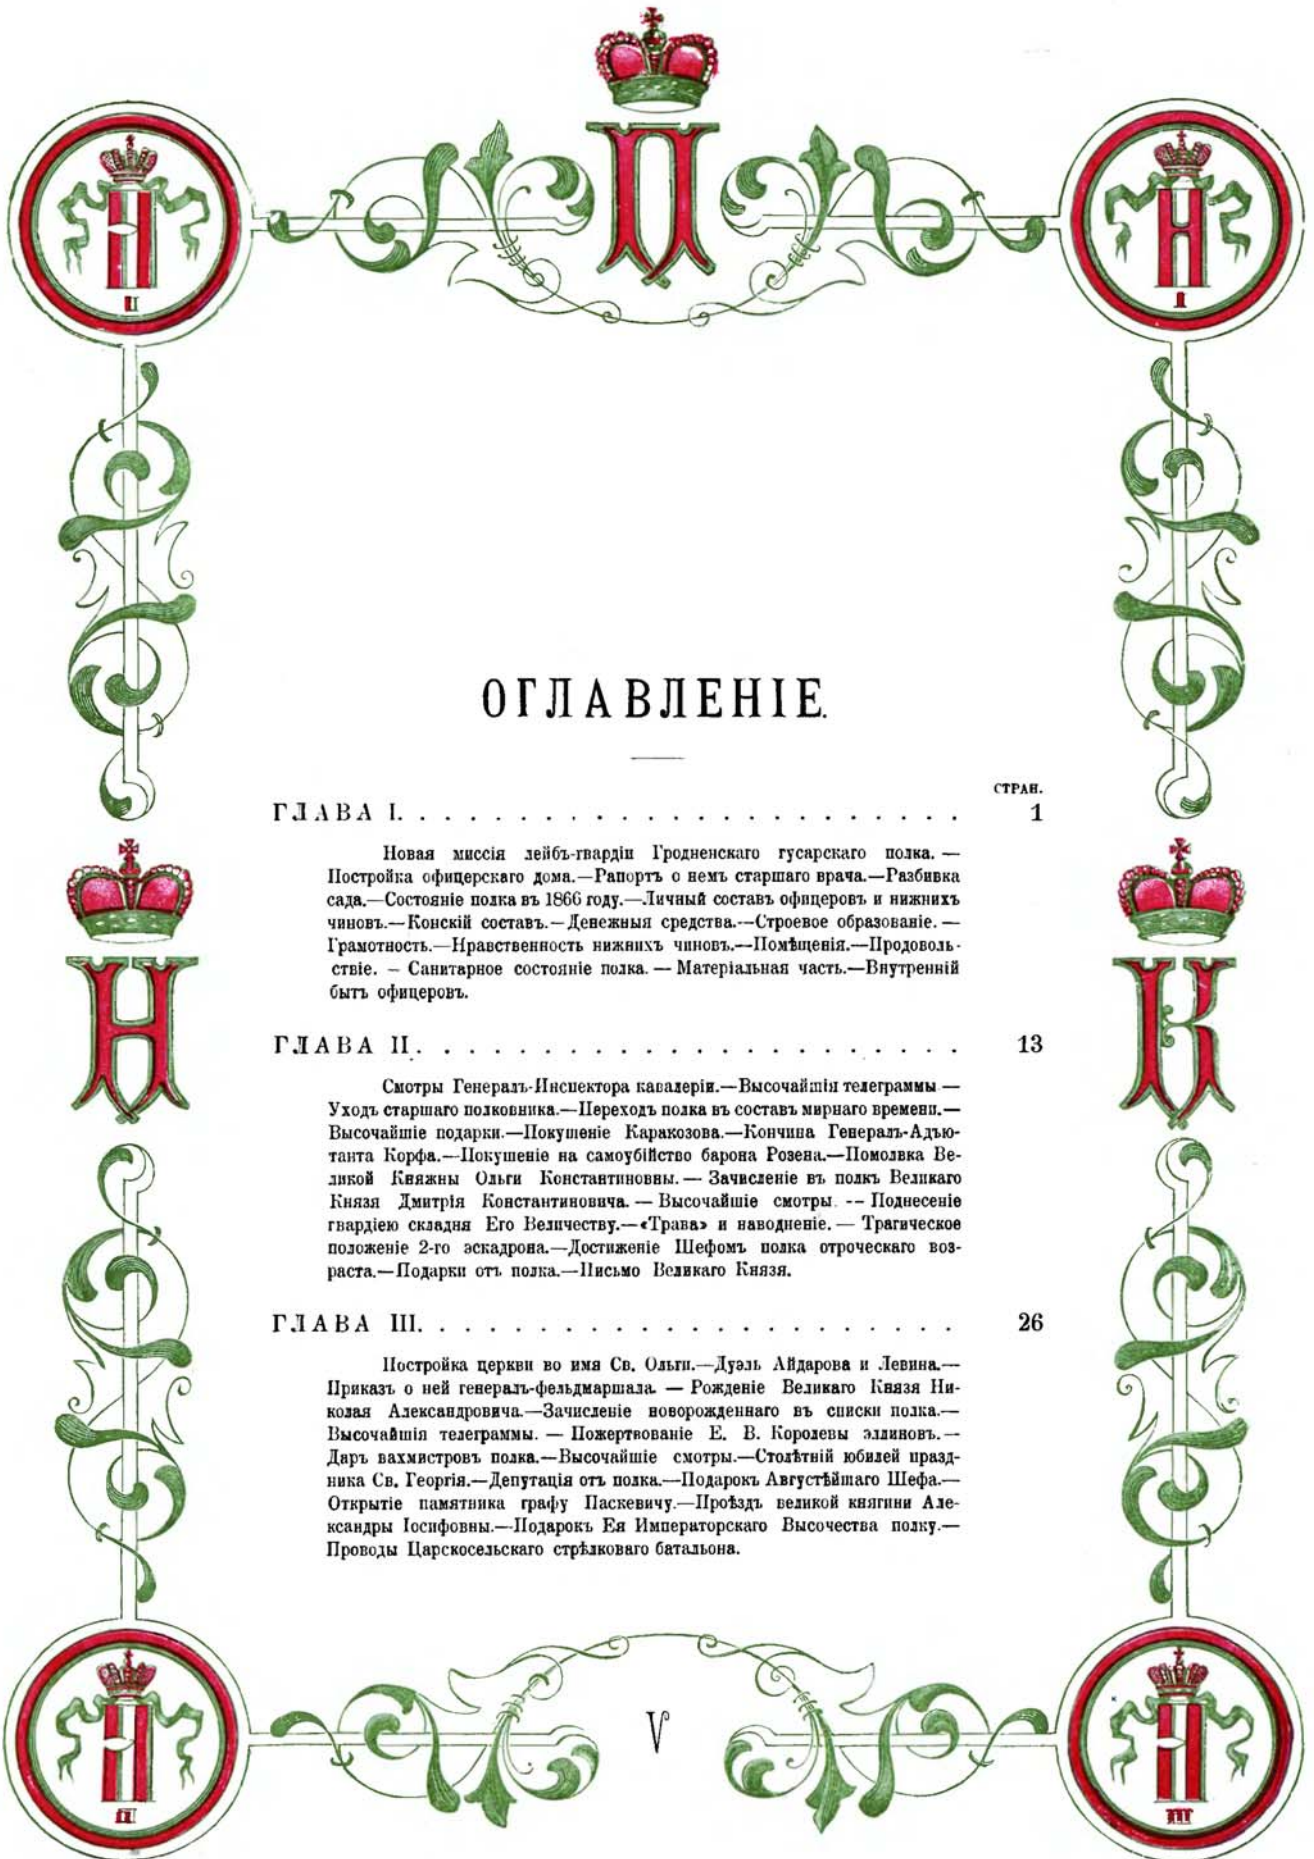 ОГЛАВЛЕНІЕ.
СТРАН.
ГЛАВА I. . . . . . . . . . . . . . . . . . . . . . . . 1
Новая миссія лейбъ-гвардіи Гродненскаго гусарскаго полка. —
Постройка офицерскаго дома.—Рапортъ о немъ старшаго врача.—Разбивка
сада.—Состояніе полка въ 1866 году.—Личный составъ офицеровъ и нижнихъ
чиновъ.—Конскій составъ.—Денежныя средства.—Строевое образованіе. —
Грамотность.—Нравственность нижнихъ чиновъ.—Помѣщенія.—Продоволь-
ствіе. — Санитарное состояніе полка. — Матеріальная часть.—Внутренній
бытъ офицеровъ.
ГЛАВА II. . . . . . . . . . . . . . . . . . . . . . . 13
Смотры Генералъ-Инспектора кавалеріи.—Высочайшія телеграммы —
Уходъ старшаго полковника.—Переходъ полка въ составъ мирнаго времени.—
Высочайшіе подарки.—Покушеніе Каракозова.—Кончина Генералъ-Адъю-
танта Корфа.—Покушеніе на самоубійство барона Розена.—Помолвка Ве-
ликой Княжны Ольги Константиновны. — Зачисленіе въ полкъ Великаго
Князя Дмитрія Константиновича. — Высочайшіе смотры. -- Поднесеніе
гвардіею складня Его Величеству.—«Трава» и наводненіе. — Трагическое
положеніе 2-го эскадрона.—Достиженіе Шефомъ полка отроческаго воз-
раста.—Подарки отъ полка.—Письмо Великаго Князя.
ГЛАВА III. . . . . . . . . . . . . . . . . . . . . . . 26
Постройка церкви во имя Св. Ольги.—Дуэль Айдарова и Левина.—
Приказъ о ней генералъ-фельдмаршала. — Рожденіе Великаго Князя Ни-
колая Александровича.—Зачисленіе новорожденнаго въ списки полка.—
Высочайшія телеграммы. — Пожертвованіе Е. В. Королевы эллиновъ.—
Даръ вахмистровъ полка.—Высочайшіе смотры.—Столѣтній юбилей празд-
ника Св. Георгія.—Депутація отъ полка.—Подарокъ Августѣйшаго Шефа.—
Открытіе памятника графу Паскевичу.—Проѣздъ великой княгини Але-
ксандры Іосифовны.—Подарокъ Ея Императорскаго Высочества полку.—
Проводы Царскосельскаго стрѣлковаго батальона.
V